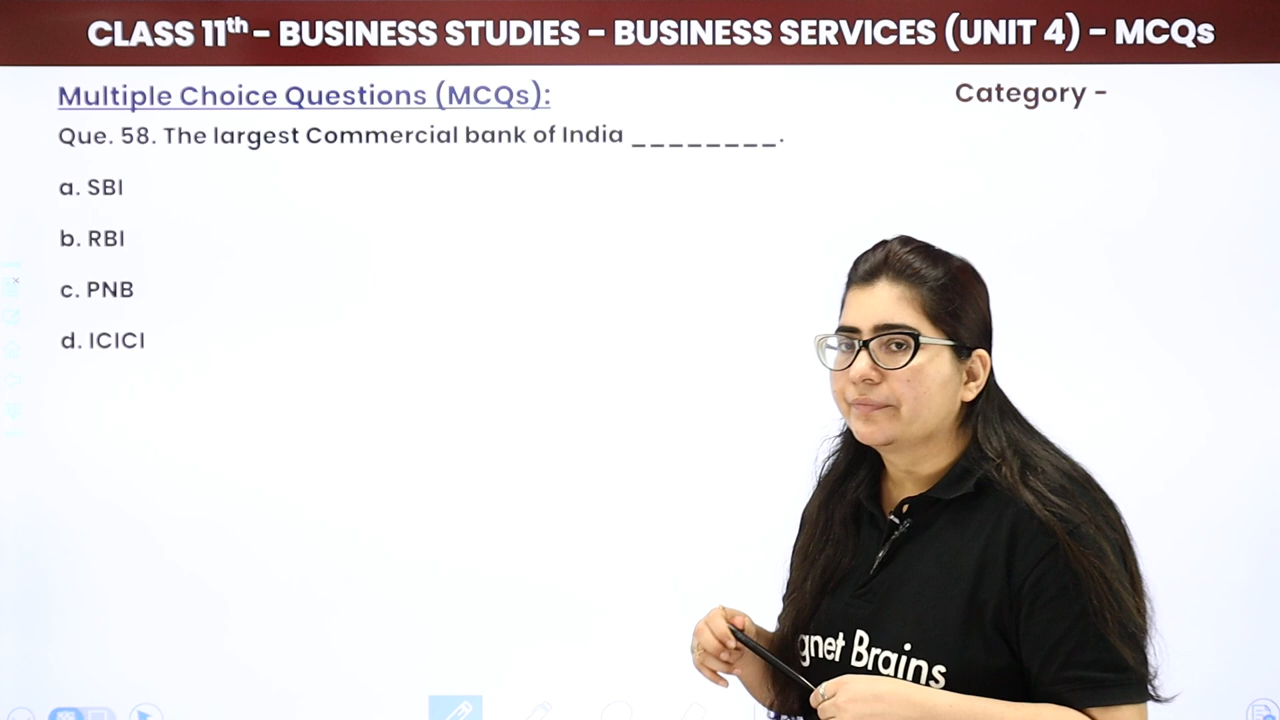 CLASS 11th - BUSINESS STUDIES - BUSINESS SERVICES (UNIT 4) - MCQs
Multiple Choice Questions (MCQs):
Category -
Que. 58. The largest Commercial bank of India ________.
a. SBI
b. RBI
c. PNB
d. ICICI
gnet Brains